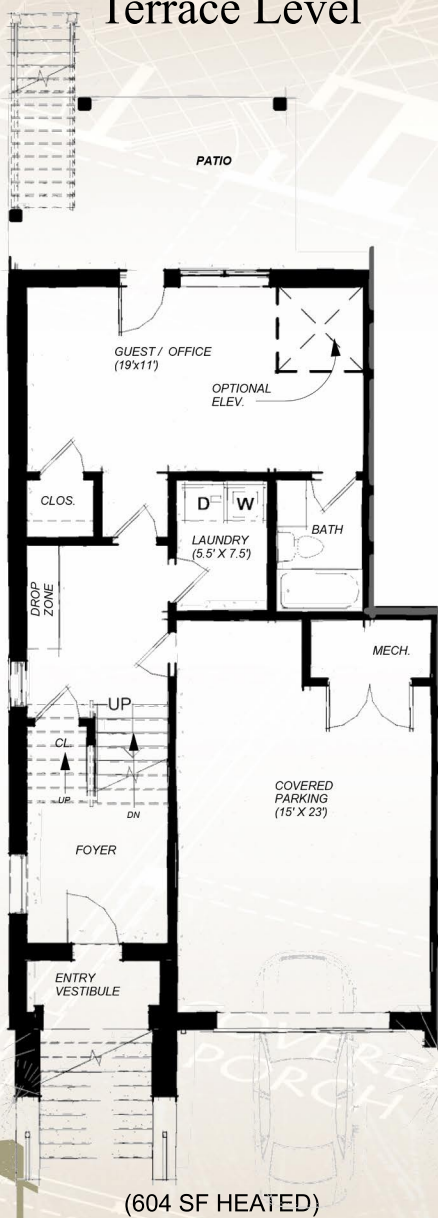 Terrace Level
PATIO
GUEST / OFFICE
(19'x11')
OPTIONAL
ELEV.
CLOS.
D
W
LAUNDRY
(5.5' X 7.5')
BATH
DROP
ZONE
MECH.
UP
CL.
UP
DN
COVERED
PARKING
(15' X 23')
FOYER
ENTRY
VESTIBULE
COVERED
PORCH
(604 SF HEATED)